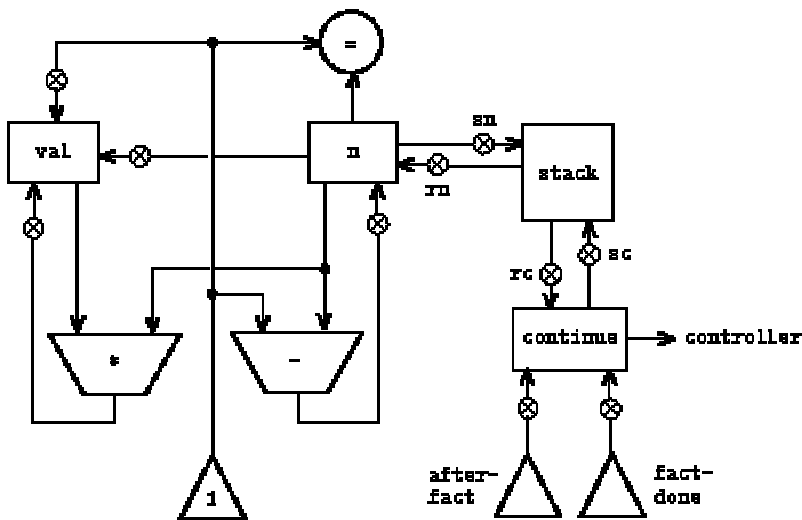 =
sn
val
n
stack
rn
rc
sc
continue
controller
*
-
after-
fact
fact-
done
1